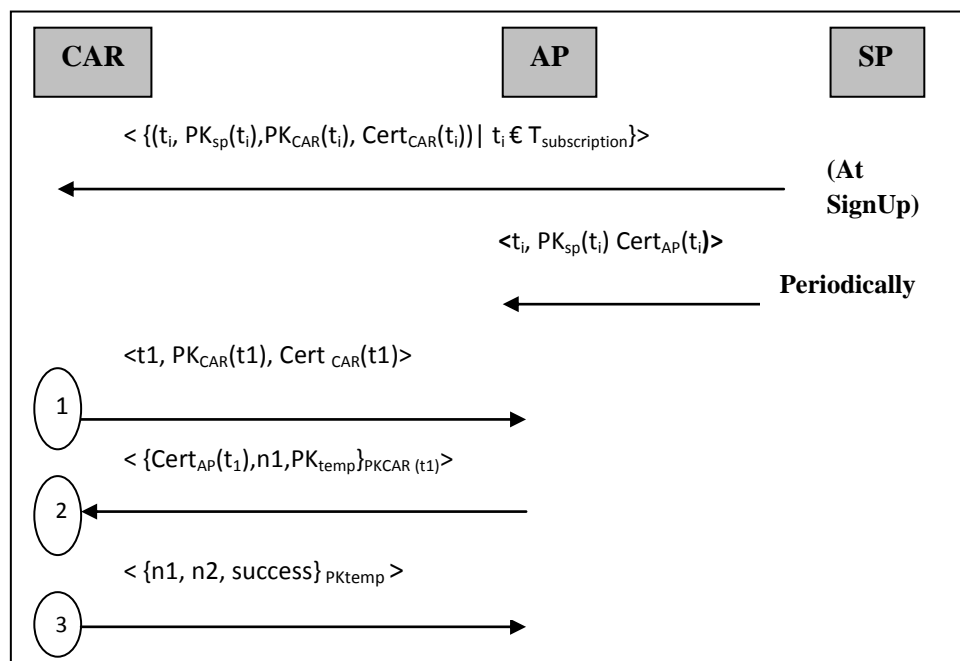 CAR AP SP
< {(tᵢ, PKsp(tᵢ),PKCAR(tᵢ), CertCAR(tᵢ))| tᵢ € Tsubscription}>
(At
SignUp)
<tᵢ, PKsp(tᵢ) CertAP(tᵢ)>
Periodically
<t1, PKCAR(t1), Cert CAR(t1)>
1
< {CertAP(t₁),n1,PKtemp}PKCAR (t1)>
2
< {n1, n2, success} PKtemp >
3